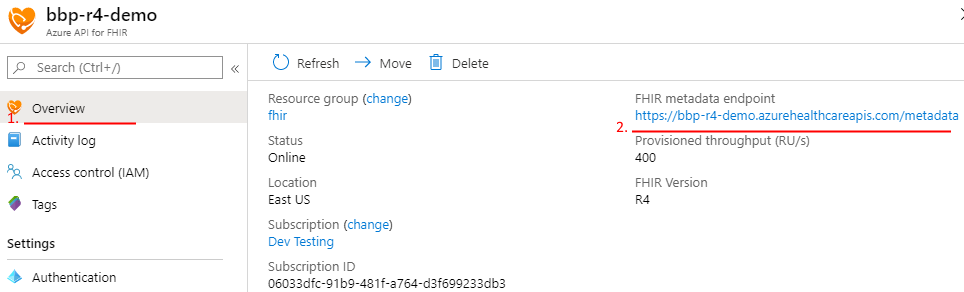 bbp-r4-demo
Azure API for FHIR
Search (Ctrl+/)
«
Refresh
Move
Delete
1.
Overview
Activity log
Access control (IAM)
Tags
Settings
Authentication
Resource group (change)
fhir
Status
Online
Location
East US
Subscription (change)
Dev Testing
Subscription ID
06033dfc-91b9-481f-a764-d3f699233db3
FHIR metadata endpoint
2.
https://bbp-r4-demo.azurehealthcareapis.com/metadata
Provisioned throughput (RU/s)
400
FHIR Version
R4